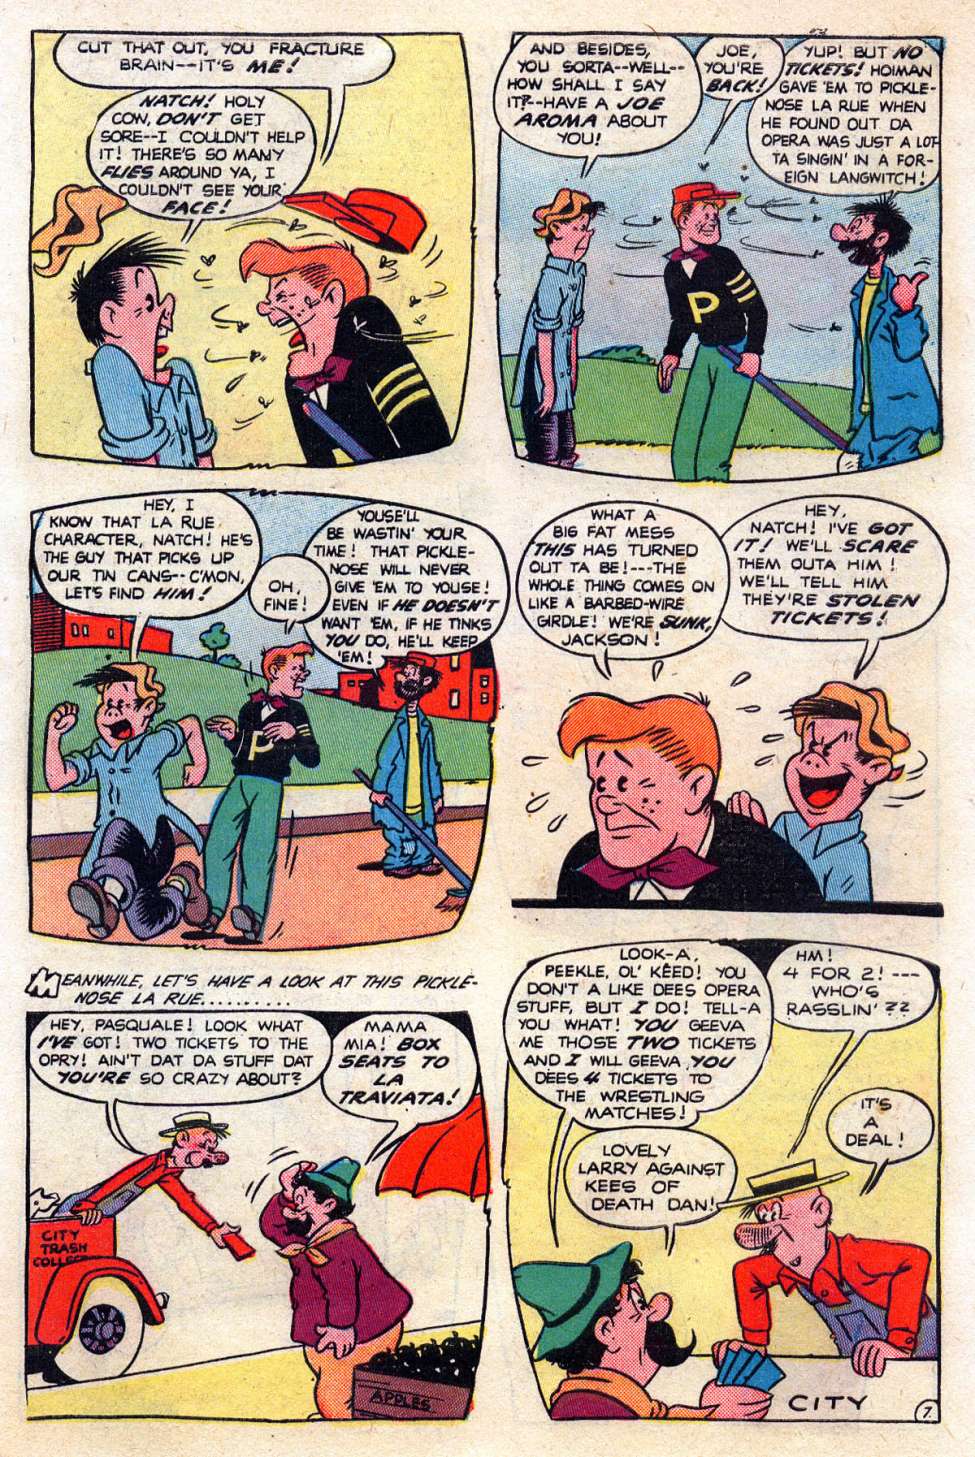 CUT THAT OUT, YOU FRACTURE
BRAIN--IT'S ME!
NATCH! HOLY
COW, DON'T GET
SORE--I COULDN'T HELP
IT! THERE'S SO MANY
FLIES AROUND YA, I
COULDN'T SEE YOUR
FACE!
AND BESIDES,
YOU SORTA--WELL--
HOW SHALL I SAY
IT?--HAVE A JOE
AROMA ABOUT
YOU!
JOE,
YOU'RE
BACK!
YUP! BUT NO
TICKETS! HOIMAN
GAVE 'EM TO PICKLE-
NOSE LA RUE WHEN
HE FOUND OUT DA
OPERA WAS JUST A LOT
TA SINGIN' IN A FOR-
EIGN LANGWITCH!
P
HEY, I
KNOW THAT LA RUE
CHARACTER, NATCH! HE'S
THE GUY THAT PICKS UP
OUR TIN CANS--C'MON,
LET'S FIND HIM!
OH,
FINE!
YOUSE'LL
BE WASTIN' YOUR
TIME! THAT PICKLE-
NOSE WILL NEVER
GIVE 'EM TO YOUSE!
EVEN IF HE DOESN'T
WANT 'EM, IF HE TINKS
YOU DO, HE'LL KEEP
'EM!
P
WHAT A
BIG FAT MESS
THIS HAS TURNED
OUT TA BE!---THE
WHOLE THING COMES ON
LIKE A BARBED-WIRE
GIRDLE! WE'RE SUNK,
JACKSON!
HEY,
NATCH! I'VE GOT
IT! WE'LL SCARE
THEM OUTA HIM!
WE'LL TELL HIM
THEY'RE STOLEN
TICKETS!
MEANWHILE, LET'S HAVE A LOOK AT THIS PICKLE-
NOSE LA RUE..........
HEY, PASQUALE! LOOK WHAT
I'VE GOT! TWO TICKETS TO THE
OPRY! AIN'T DAT DA STUFF DAT
YOU'RE SO CRAZY ABOUT?
MAMA
MIA! BOX
SEATS TO
LA
TRAVIATA!
CITY
TRASH
COLLEC
APPLES
LOOK-A,
PEEKLE, OL' KEED! YOU
DON'T A LIKE DEES OPERA
STUFF, BUT I DO! TELL-A
YOU WHAT! YOU GEEVA
ME THOSE TWO TICKETS
AND I WILL GEEVA YOU
DEES 4 TICKETS TO
THE WRESTLING
MATCHES!
HM!
4 FOR 2!---
WHO'S
RASSLIN'??
LOVELY
LARRY AGAINST
KEES OF
DEATH DAN!
IT'S
A
DEAL!
CITY
7